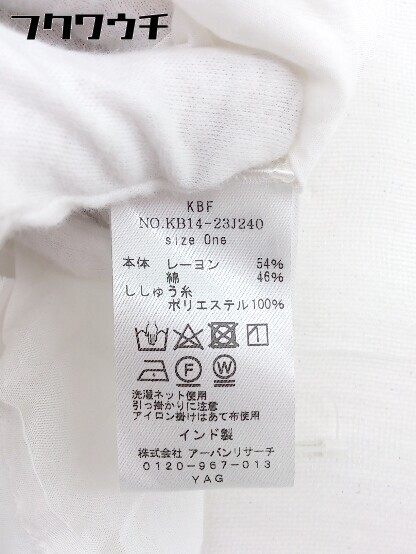 フクワウチ
KBF
NO.KB14-23J240
size One
本体 レーヨン 54%
綿 46%
ししゅう糸
ポリエステル100%
F W
洗濯ネット使用
引っ掛かりに注意
アイロン掛けはあて布使用
インド製
株式会社 アーバンリサーチ
0120-967-013
YAG